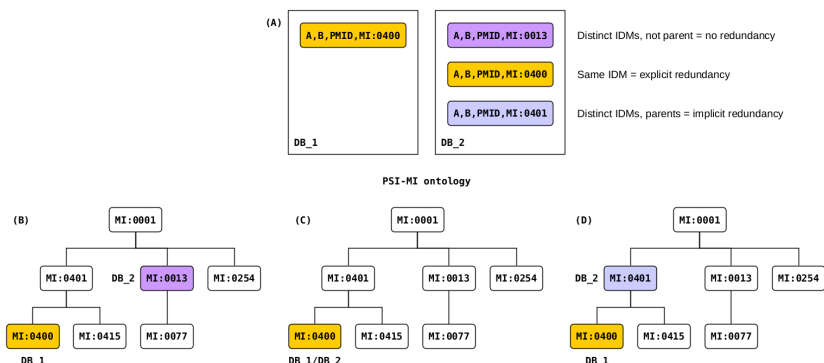 (A)
A,B,PMID,MI:0400
DB_1
A,B,PMID,MI:0013
Distinct IDMs, not parent = no redundancy
A,B,PMID,MI:0400
Same IDM = explicit redundancy
A,B,PMID,MI:0401
Distinct IDMs, parents = implicit redundancy
DB_2
PSI-MI ontology
(B)
MI:0001
MI:0401
DB_2
MI:0013
MI:0254
MI:0400
MI:0415
MI:0077
DB_1
(C)
MI:0001
MI:0401
MI:0013
MI:0254
MI:0400
MI:0415
MI:0077
DB_1/DB_2
(D)
MI:0001
DB_2
MI:0401
MI:0013
MI:0254
MI:0400
MI:0415
MI:0077
DB_1